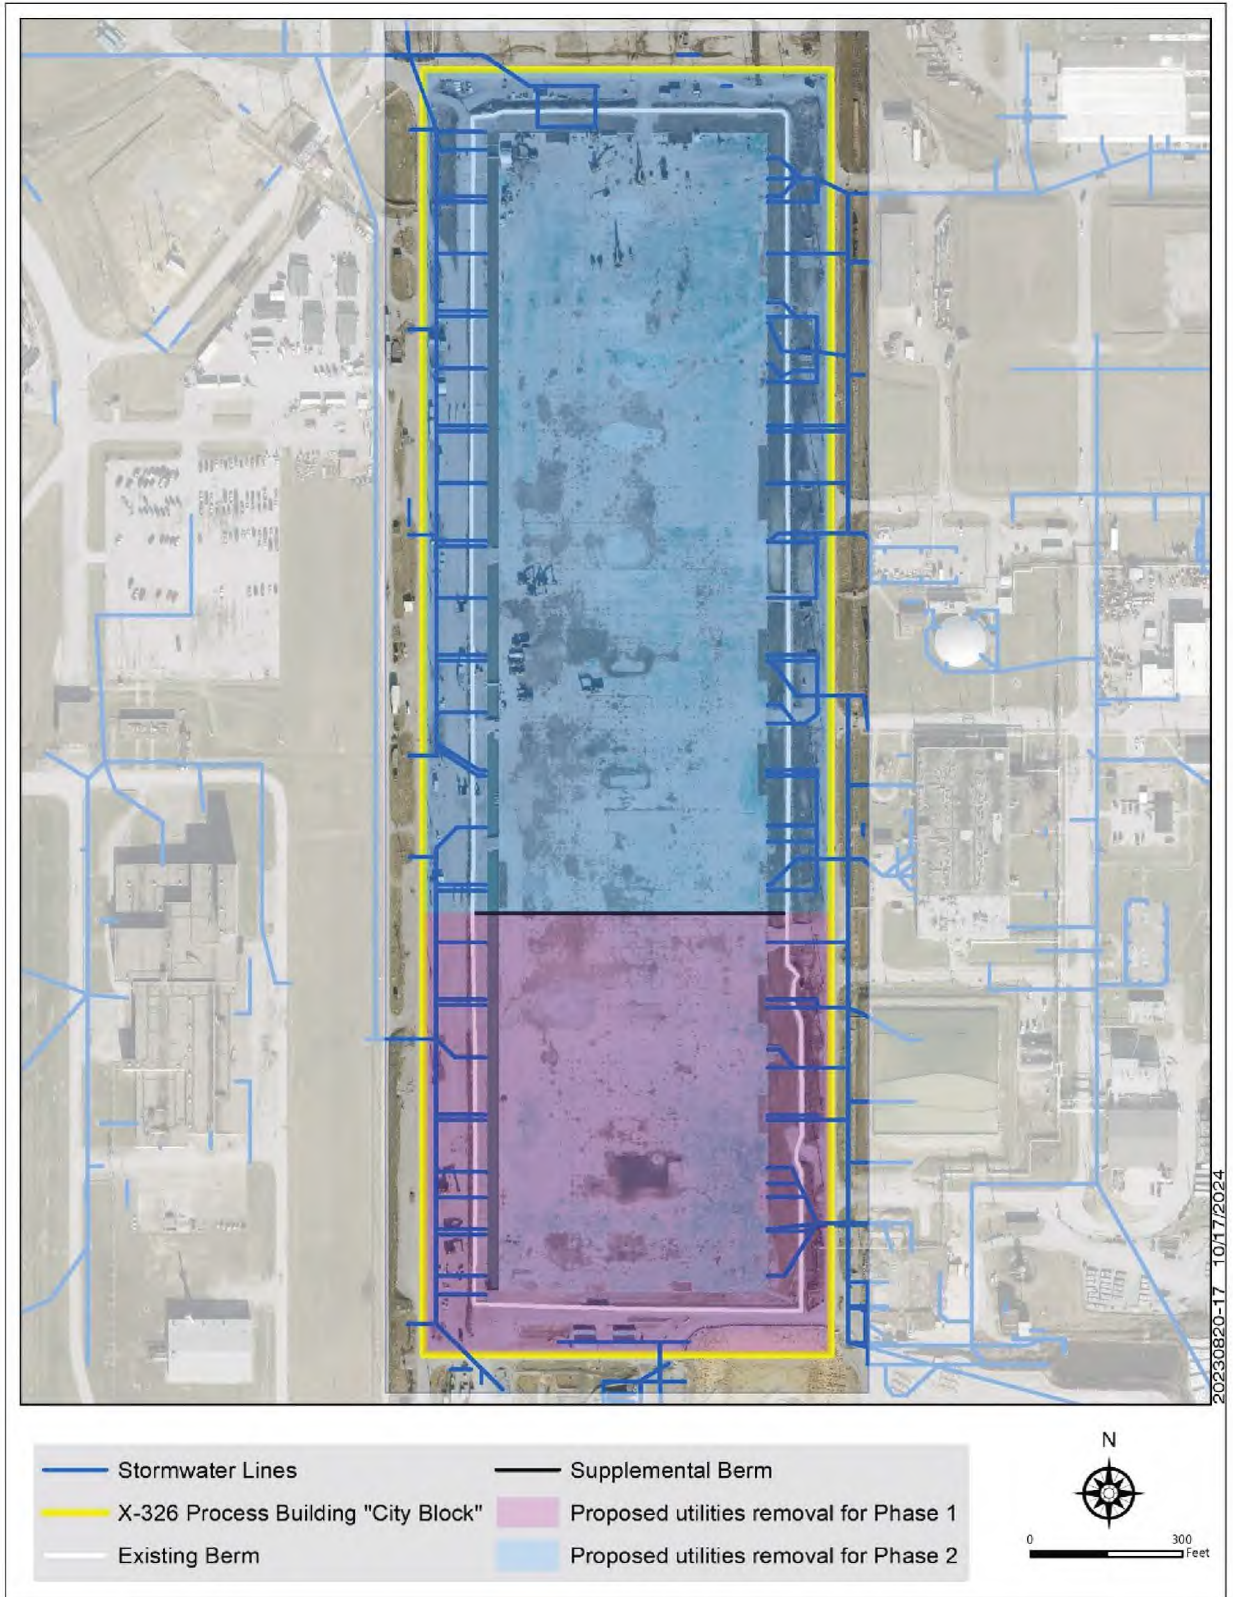 20230820-17 10/17/2024
Stormwater Lines
X-326 Process Building "City Block"
Existing Berm
Supplemental Berm
Proposed utilities removal for Phase 1
Proposed utilities removal for Phase 2
N
0 300
Feet